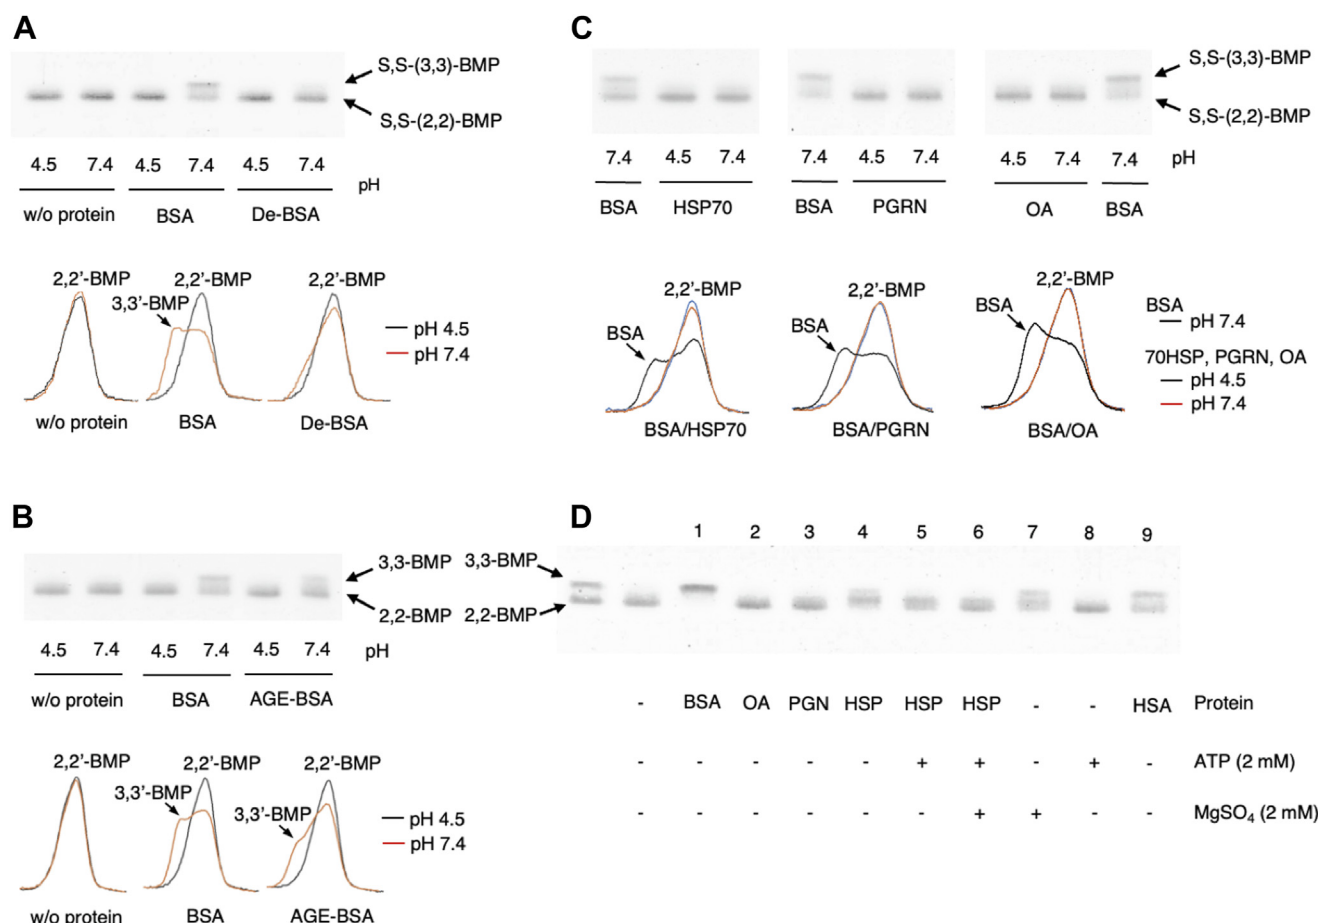 A
S,S-(3,3)-BMP
S,S-(2,2)-BMP
4.5 7.4 4.5 7.4 4.5 7.4
pH
w/o protein BSA De-BSA
2,2'-BMP 2,2'-BMP 2,2'-BMP
3,3'-BMP
pH 4.5
pH 7.4
w/o protein BSA De-BSA
B
3,3-BMP
2,2-BMP
4.5 7.4 4.5 7.4 4.5 7.4 pH
w/o protein BSA AGE-BSA
2,2'-BMP 2,2'-BMP 2,2'-BMP
3,3'-BMP
3,3'-BMP
pH 4.5
pH 7.4
w/o protein BSA AGE-BSA
C
S,S-(3,3)-BMP
S,S-(2,2)-BMP
7.4 4.5 7.4 7.4 4.5 7.4 4.5 7.4 7.4 pH
BSA HSP70 BSA PGRN OA BSA
2,2'-BMP 2,2'-BMP 2,2'-BMP
BSA BSA BSA
BSA
pH 7.4
70HSP, PGRN, OA
pH 4.5
pH 7.4
BSA/HSP70 BSA/PGRN BSA/OA
D
1 2 3 4 5 6 7 8 9
3,3-BMP
2,2-BMP
- BSA OA PGN HSP HSP HSP - - HSA Protein
- - - - - + + - + - ATP (2 mM)
- - - - - - + + - - MgSO4 (2 mM)